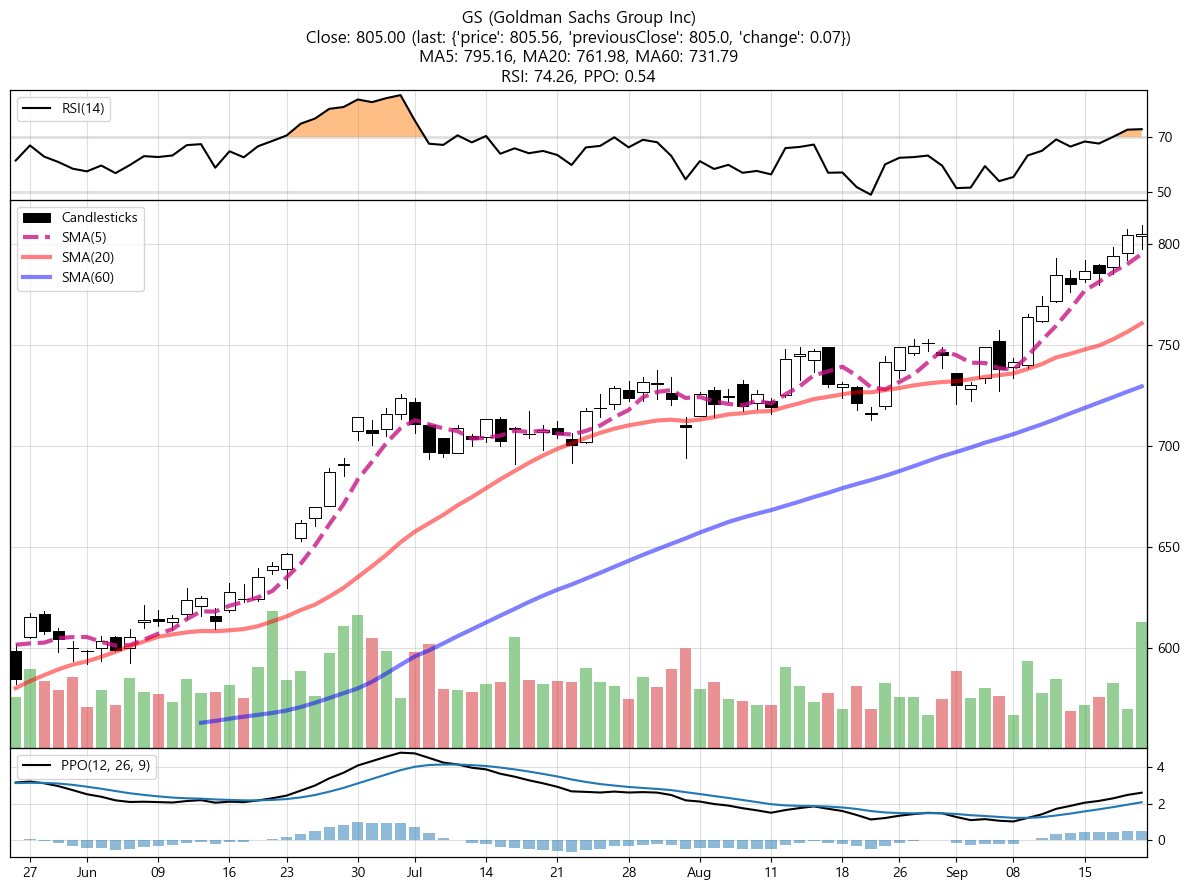 GS (Goldman Sachs Group Inc)
Close: 805.00 (last: {'price': 805.56, 'previousClose': 805.0, 'change': 0.07})
MA5: 795.16, MA20: 761.98, MA60: 731.79
RSI: 74.26, PPO: 0.54
RSI(14)
70
50
Candlesticks
SMA(5)
SMA(20)
SMA(60)
800
750
700
650
600
PPO(12, 26, 9)
4
2
0
27 Jun 09 16 23 30 Jul 14 21 28 Aug 11 18 26 Sep 08 15